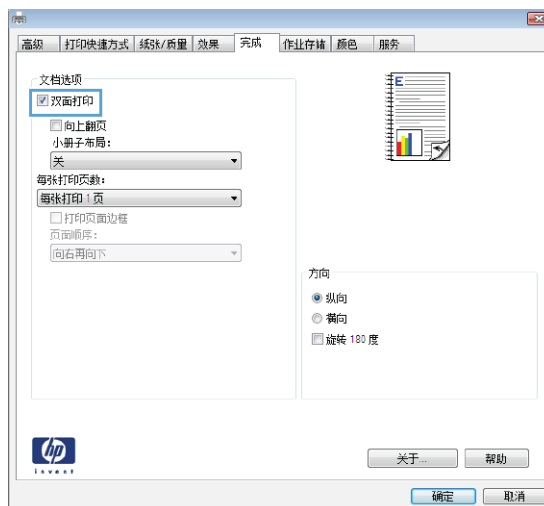 高级 打印快捷方式 纸张/质量 效果 完成 作业存储 颜色 服务
文档选项
双面打印
向上翻页
小册子布局:
关
每张打印页数:
每张打印 1 页
打印页面边框
页面顺序:
向右再向下
E
方向
纵向
横向
旋转 180 度
hp
invent
关于...
帮助
确定
取消